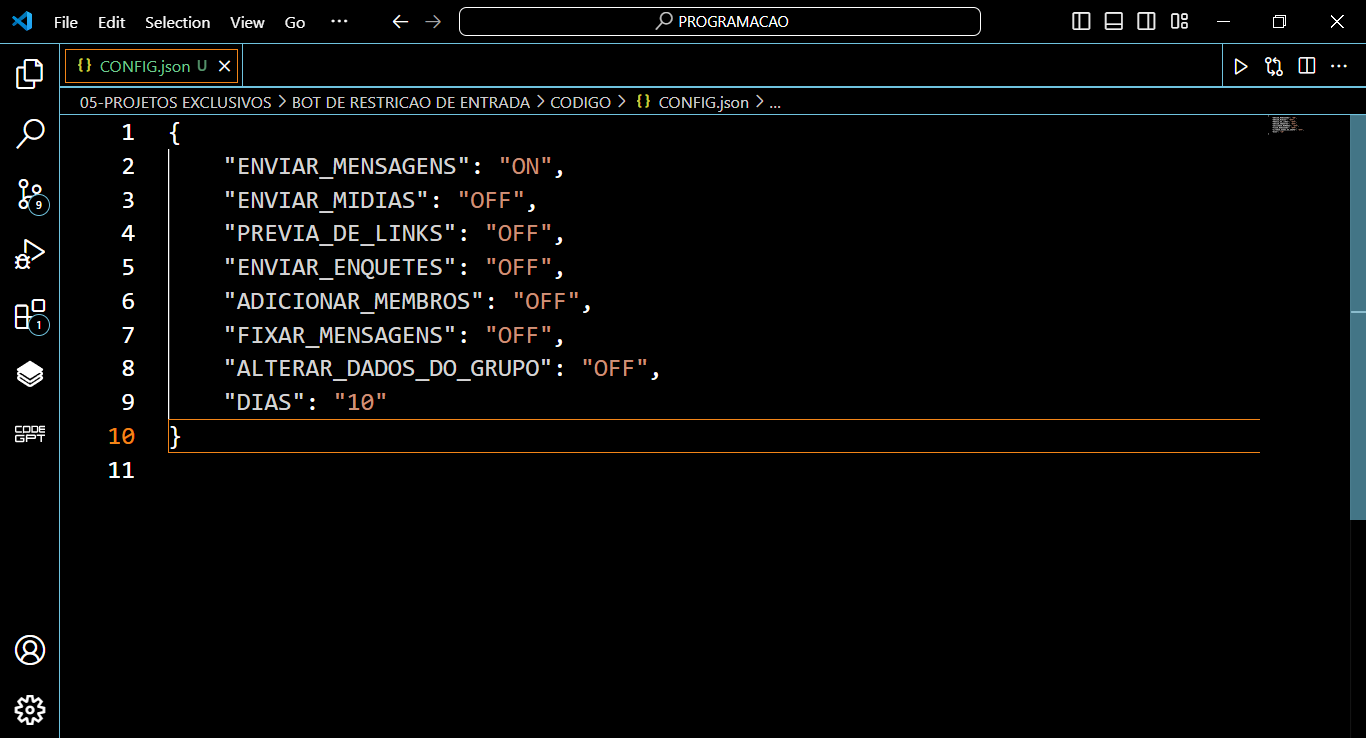 File Edit Selection View Go ... PROGRAMACAO
{} CONFIG.json U
05-PROJETOS EXCLUSIVOS > BOT DE RESTRICAO DE ENTRADA > CODIGO > {} CONFIG.json > ...
1 {
2 "ENVIAR_MENSAGENS": "ON",
3 "ENVIAR_MIDIAS": "OFF",
4 "PREVIA_DE_LINKS": "OFF",
5 "ENVIAR_ENQUETES": "OFF",
6 "ADICIONAR_MEMBROS": "OFF",
7 "FIXAR_MENSAGENS": "OFF",
8 "ALTERAR_DADOS_DO_GRUPO": "OFF",
9 "DIAS": "10"
10 }
11
9
1
CODE
GPT